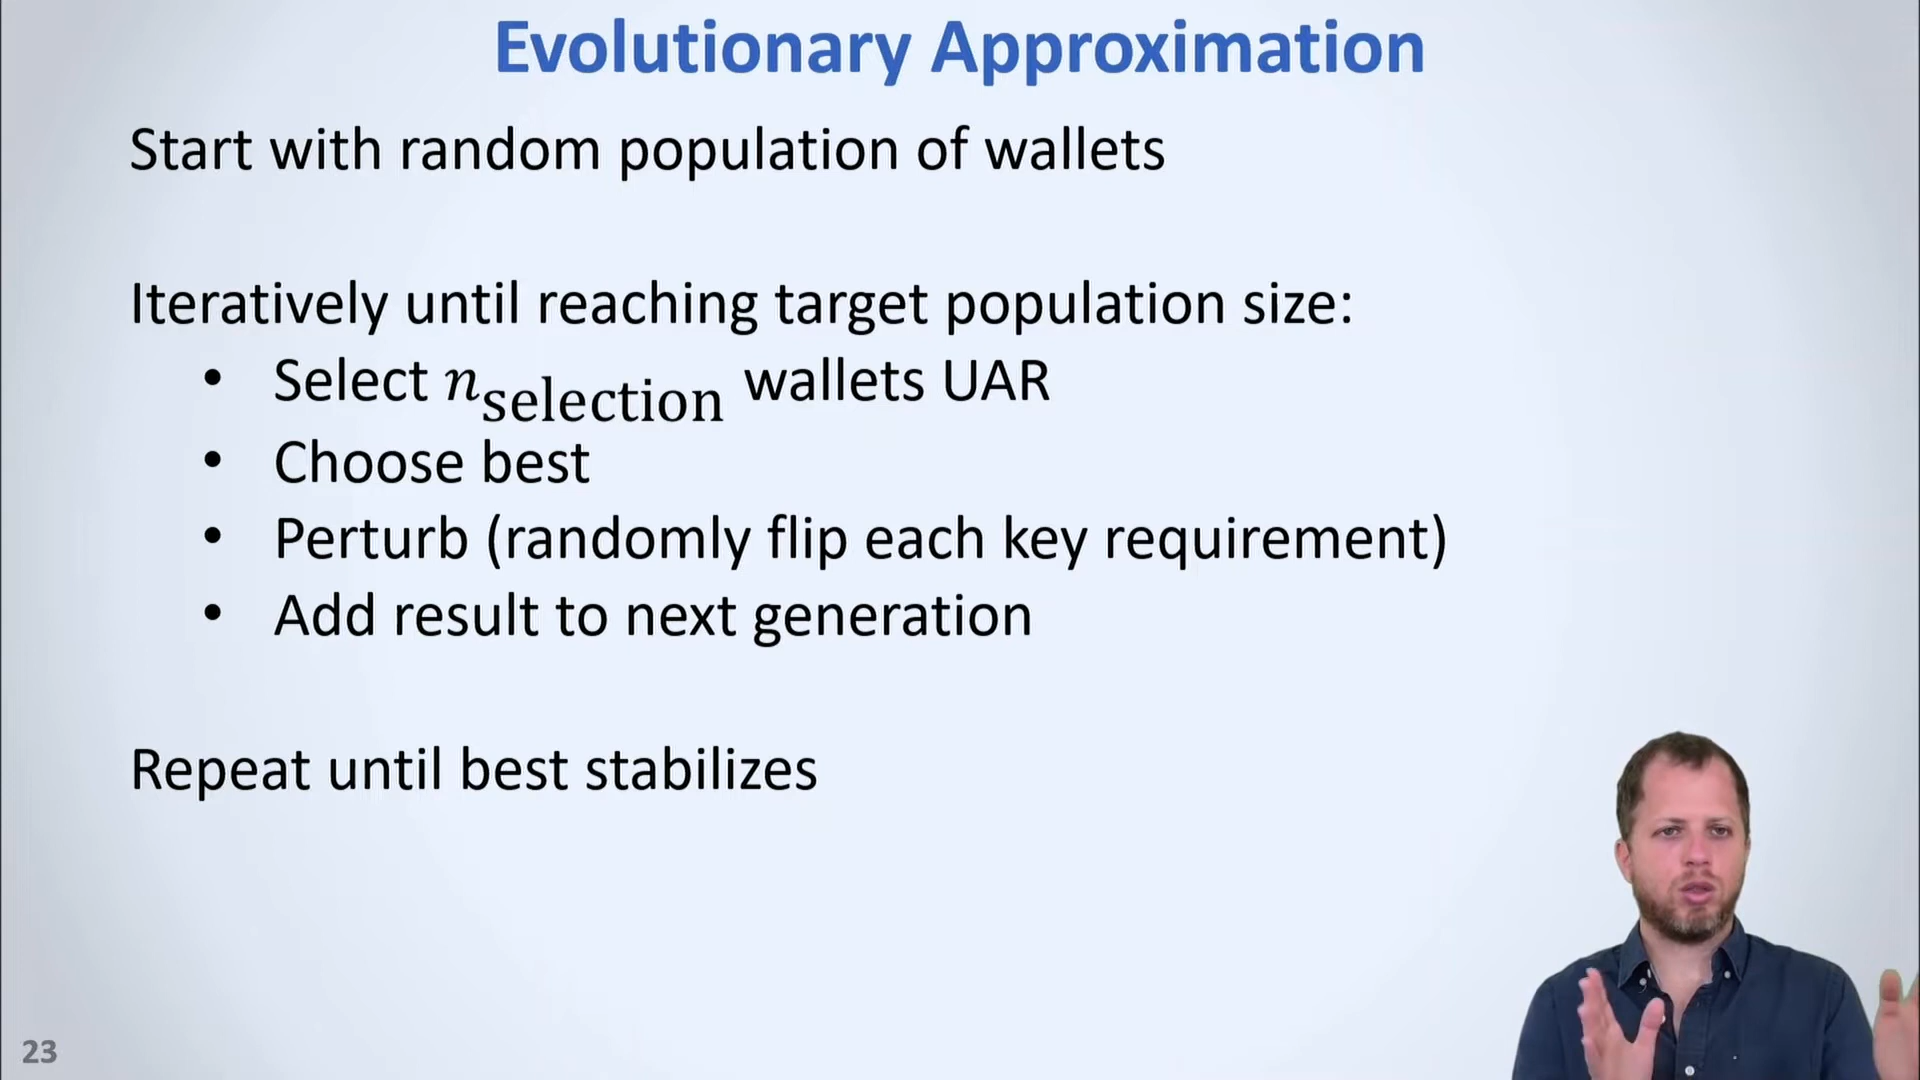 Evolutionary Approximation
Start with random population of wallets
Iteratively until reaching target population size:
• Select n_selection wallets UAR
• Choose best
• Perturb (randomly flip each key requirement)
• Add result to next generation
Repeat until best stabilizes
23